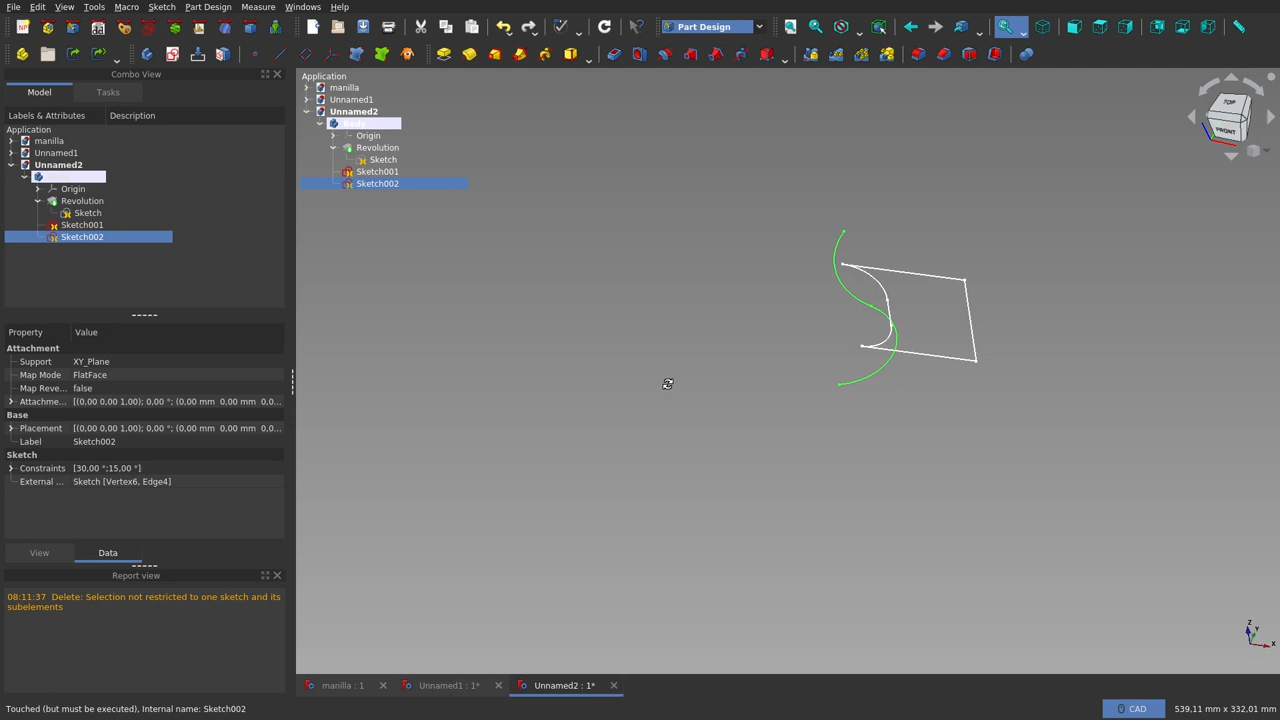 File Edit View Tools Macro Sketch Part Design Measure Windows Help
Part Design
Combo View
Model Tasks
Labels & Attributes Description
Application
manilla
Unnamed1
Unnamed2
Origin
Revolution
Sketch
Sketch001
Sketch002
Property Value
Attachment
Support XY_Plane
Map Mode FlatFace
Map Reve... false
Attachme... [(0,00 0,00 1,00); 0,00 °; (0,00 mm 0,00 mm 0,0...
Base
Placement [(0,00 0,00 1,00); 0,00 °; (0,00 mm 0,00 mm 0,0...
Label Sketch002
Sketch
Constraints [30,00 °;15,00 °]
External ... Sketch [Vertex6, Edge4]
View Data
Report view
08:11:37 Delete: Selection not restricted to one sketch and its
subelements
Application
manilla
Unnamed1
Unnamed2
Body
Origin
Revolution
Sketch
Sketch001
Sketch002
TOP
FRONT
Z
Y
X
manilla : 1 Unnamed1 : 1* Unnamed2 : 1*
Touched (but must be executed), Internal name: Sketch002 CAD 539,11 mm x 332,01 mm